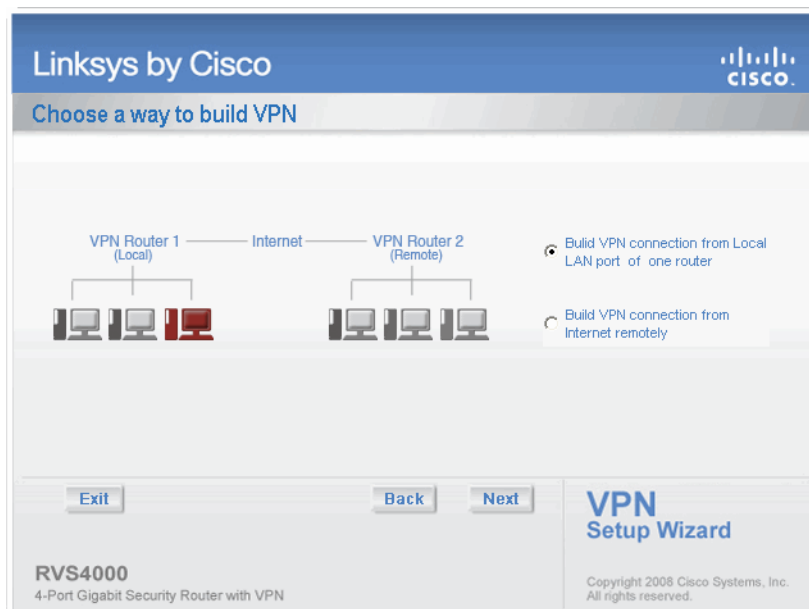 Linksys by Cisco
CISCO.
Choose a way to build VPN
VPN Router 1
(Local)
Internet
VPN Router 2
(Remote)
Bulid VPN connection from Local
LAN port of one router
Build VPN connection from
Internet remotely
Exit
Back
Next
VPN
Setup Wizard
RVS4000
4-Port Gigabit Security Router with VPN
Copyright 2008 Cisco Systems, Inc.
All rights reserved.